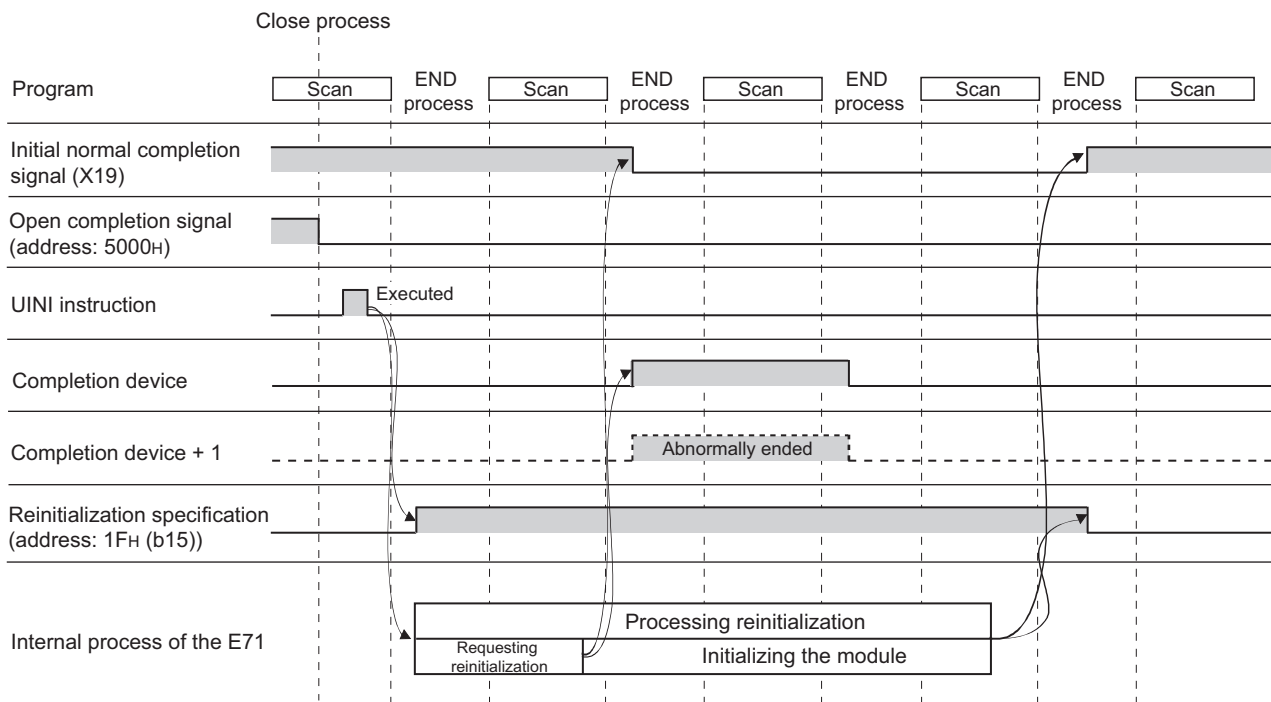 Close process
Program
Scan
END
process
Scan
END
process
Scan
END
process
Scan
END
process
Scan
Initial normal completion
signal (X19)
Open completion signal
(address: 5000H)
UINI instruction
Executed
Completion device
Completion device + 1
Abnormally ended
Reinitialization specification
(address: 1FH (b15))
Internal process of the E71
Processing reinitialization
Requesting
reinitialization
Initializing the module